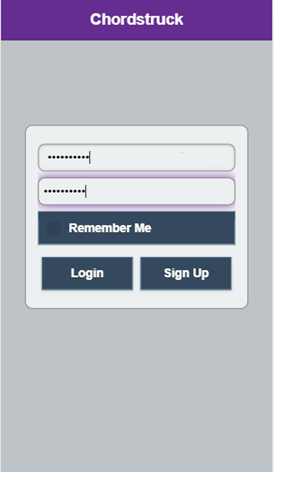 Chordstruck
••••••••••
••••••••••
Remember Me
Login
Sign Up